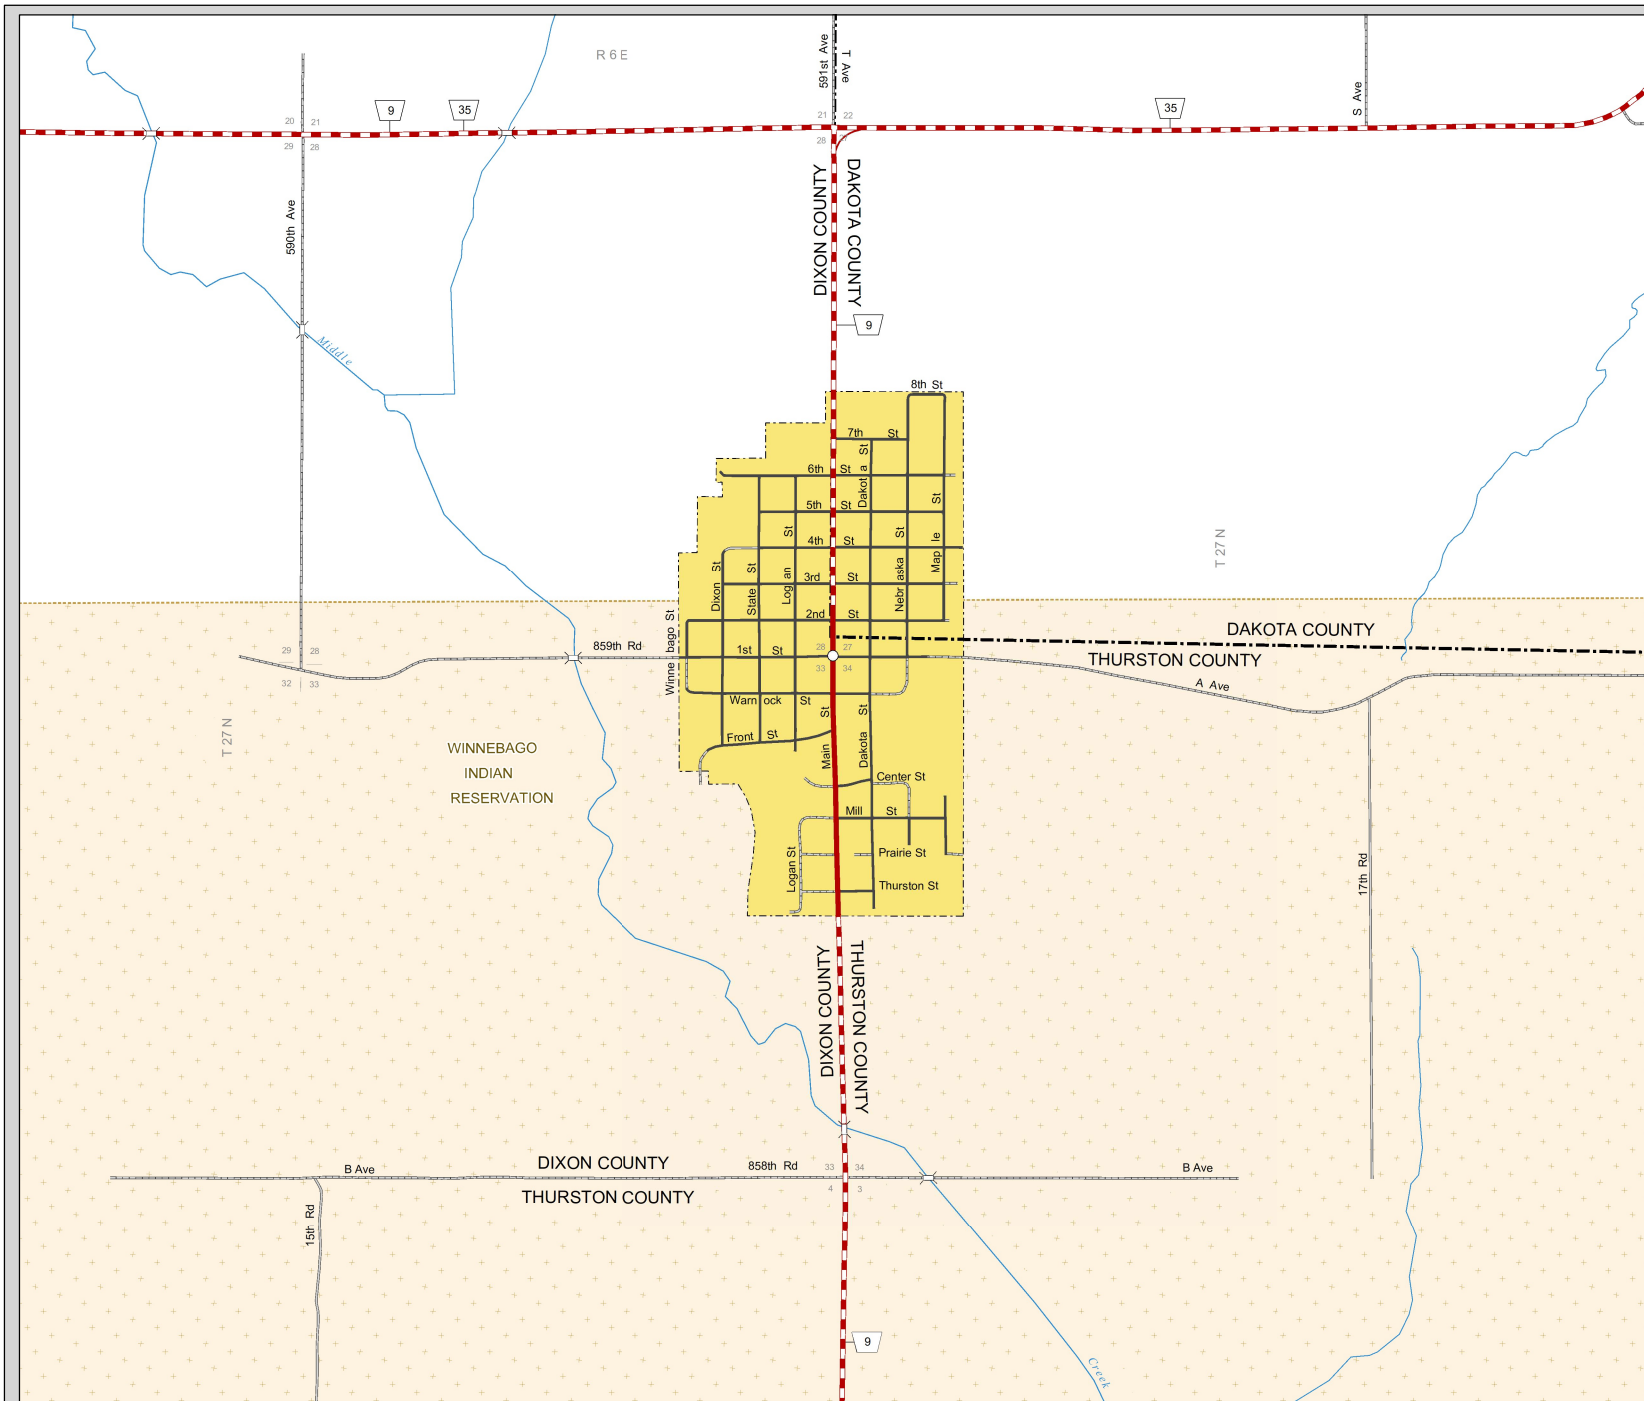 R 6 E
591st Ave
T Ave
S Ave
9
35
35
20 21
29 28
21 22
28 27
590th Ave
DIXON COUNTY
DAKOTA COUNTY
9
Middle
8th St
7th St
6th St
5th St
4th St
3rd St
2nd St
1st St
Dakota St
Maple St
Nebraska St
Logan St
State St
Dixon St
Winnebago St
T 27 N
859th Rd
DAKOTA COUNTY
THURSTON COUNTY
A Ave
29 28
32 33
28 27
33 34
Warnock St
Front St
Main St
Dakota St
Center St
Mill St
Prairie St
Thurston St
Logan St
T 27 N
WINNEBAGO
INDIAN
RESERVATION
17th Rd
DIXON COUNTY
THURSTON COUNTY
B Ave
DIXON COUNTY
THURSTON COUNTY
858th Rd
33 34
4 3
B Ave
15th Rd
9
Creek